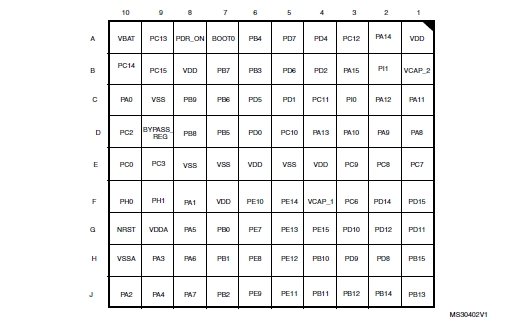 10 9 8 7 6 5 4 3 2 1
A VBAT PC13 PDR_ON BOOT0 PB4 PD7 PD4 PC12 PA14 VDD
B PC14 PC15 VDD PB7 PB3 PD6 PD2 PA15 PI1 VCAP_2
C PA0 VSS PB9 PB6 PD5 PD1 PC11 PI0 PA12 PA11
D PC2 BYPASS_ REG PB8 PB5 PD0 PC10 PA13 PA10 PA9 PA8
E PC0 PC3 VSS VSS VDD VSS VDD PC9 PC8 PC7
F PH0 PH1 PA1 VDD PE10 PE14 VCAP_1 PC6 PD14 PD15
G NRST VDDA PA5 PB0 PE7 PE13 PE15 PD10 PD12 PD11
H VSSA PA3 PA6 PB1 PE8 PE12 PB10 PD9 PD8 PB15
J PA2 PA4 PA7 PB2 PE9 PE11 PB11 PB12 PB14 PB13
MS30402V1